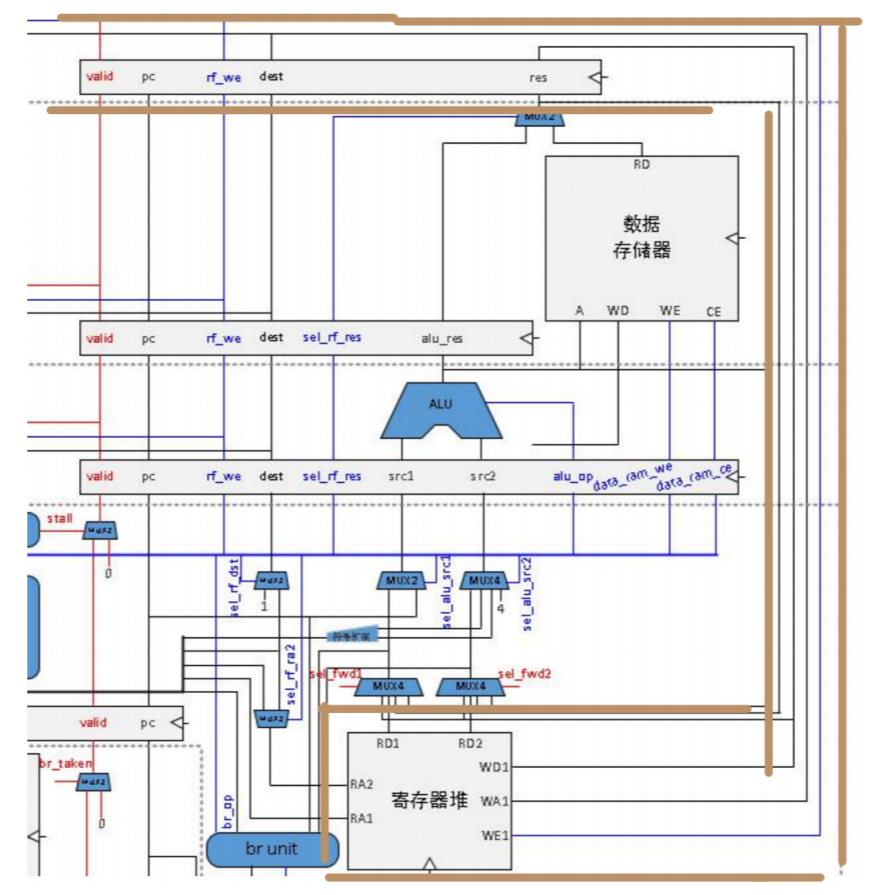 valid pc rf_we dest res
MUX2
RD
数据
存储器
A WD WE CE
valid pc rf_we dest sel_rf_res alu_res
ALU
valid pc rf_we dest sel_rf_res src1 src2 alu_op data_ram_we data_ram_ce
stall
MUX2
0
sel_rf_dst
MUX2
1
MUX2
sel_alu_src1
MUX4
4
sel_alu_src2
sel_rf_ra2
sel_fwd1
MUX4
MUX4
sel_fwd2
valid pc
MUX2
RD1 RD2
WD1
br_taken
MUX2
0
RA2
RA1
寄存器堆
WA1
WE1
br_op
br unit